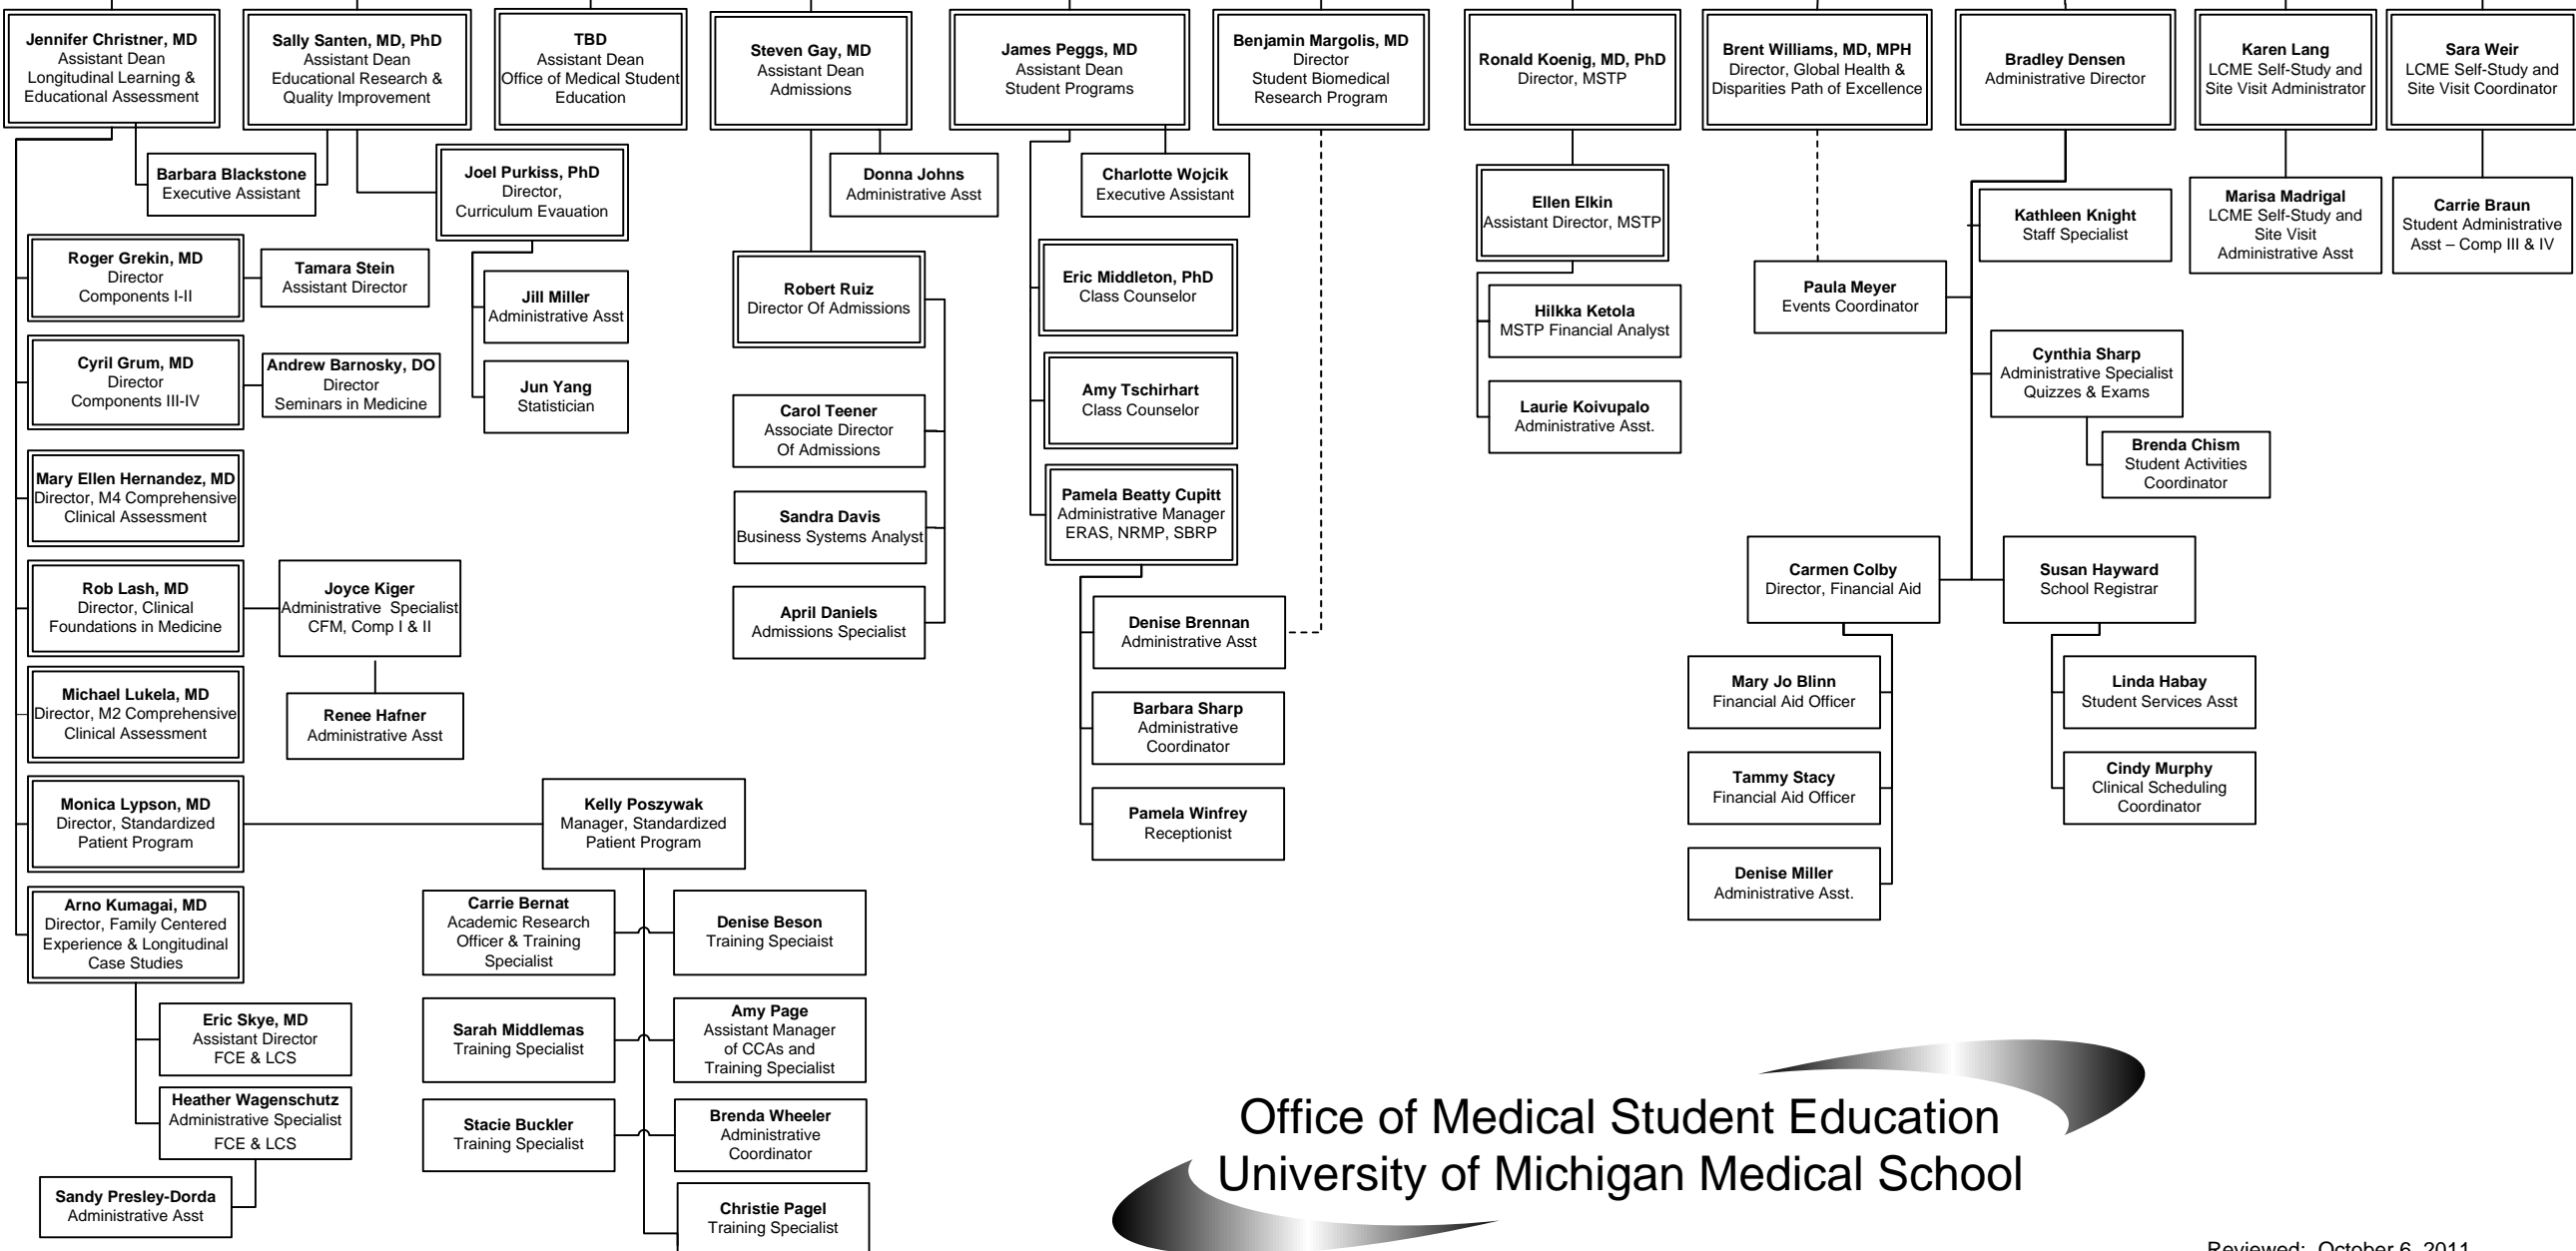 Jennifer Christner, MD
Assistant Dean
Longitudinal Learning &
Educational Assessment
Sally Santen, MD, PhD
Assistant Dean
Educational Research &
Quality Improvement
TBD
Assistant Dean
Office of Medical Student
Education
Steven Gay, MD
Assistant Dean
Admissions
James Peggs, MD
Assistant Dean
Student Programs
Benjamin Margolis, MD
Director
Student Biomedical
Research Program
Ronald Koenig, MD, PhD
Director, MSTP
Brent Williams, MD, MPH
Director, Global Health &
Disparities Path of Excellence
Bradley Densen
Administrative Director
Karen Lang
LCME Self-Study and
Site Visit Administrator
Sara Weir
LCME Self-Study and
Site Visit Coordinator
Barbara Blackstone
Executive Assistant
Joel Purkiss, PhD
Director,
Curriculum Evauation
Donna Johns
Administrative Asst
Charlotte Wojcik
Executive Assistant
Ellen Elkin
Assistant Director, MSTP
Kathleen Knight
Staff Specialist
Marisa Madrigal
LCME Self-Study and
Site Visit
Administrative Asst
Carrie Braun
Student Administrative
Asst – Comp III & IV
Roger Grekin, MD
Director
Components I-II
Tamara Stein
Assistant Director
Jill Miller
Administrative Asst
Robert Ruiz
Director Of Admissions
Eric Middleton, PhD
Class Counselor
Hilkka Ketola
MSTP Financial Analyst
Paula Meyer
Events Coordinator
Cyril Grum, MD
Director
Components III-IV
Andrew Barnosky, DO
Director
Seminars in Medicine
Jun Yang
Statistician
Carol Teener
Associate Director
Of Admissions
Amy Tschirhart
Class Counselor
Laurie Koivupalo
Administrative Asst.
Cynthia Sharp
Administrative Specialist
Quizzes & Exams
Brenda Chism
Student Activities
Coordinator
Mary Ellen Hernandez, MD
Director, M4 Comprehensive
Clinical Assessment
Sandra Davis
Business Systems Analyst
Pamela Beatty Cupitt
Administrative Manager
ERAS, NRMP, SBRP
Rob Lash, MD
Director, Clinical
Foundations in Medicine
Joyce Kiger
Administrative  Specialist
CFM, Comp I & II
April Daniels
Admissions Specialist
Denise Brennan
Administrative Asst
Carmen Colby
Director, Financial Aid
Susan Hayward
School Registrar
Michael Lukela, MD
Director, M2 Comprehensive
Clinical Assessment
Renee Hafner
Administrative Asst
Barbara Sharp
Administrative
Coordinator
Mary Jo Blinn
Financial Aid Officer
Linda Habay
Student Services Asst
Monica Lypson, MD
Director, Standardized
Patient Program
Kelly Poszywak
Manager, Standardized
Patient Program
Pamela Winfrey
Receptionist
Tammy Stacy
Financial Aid Officer
Cindy Murphy
Clinical Scheduling
Coordinator
Arno Kumagai, MD
Director, Family Centered
Experience & Longitudinal
Case Studies
Carrie Bernat
Academic Research
Officer & Training
Specialist
Denise Beson
Training Speciaist
Denise Miller
Administrative Asst.
Eric Skye, MD
Assistant Director
FCE & LCS
Sarah Middlemas
Training Specialist
Amy Page
Assistant Manager
of CCAs and
Training Specialist
Heather Wagenschutz
Administrative Specialist
FCE & LCS
Stacie Buckler
Training Specialist
Brenda Wheeler
Administrative
Coordinator
Sandy Presley-Dorda
Administrative Asst
Christie Pagel
Training Specialist
Office of Medical Student Education
University of Michigan Medical School
Reviewed:  October 6, 2011